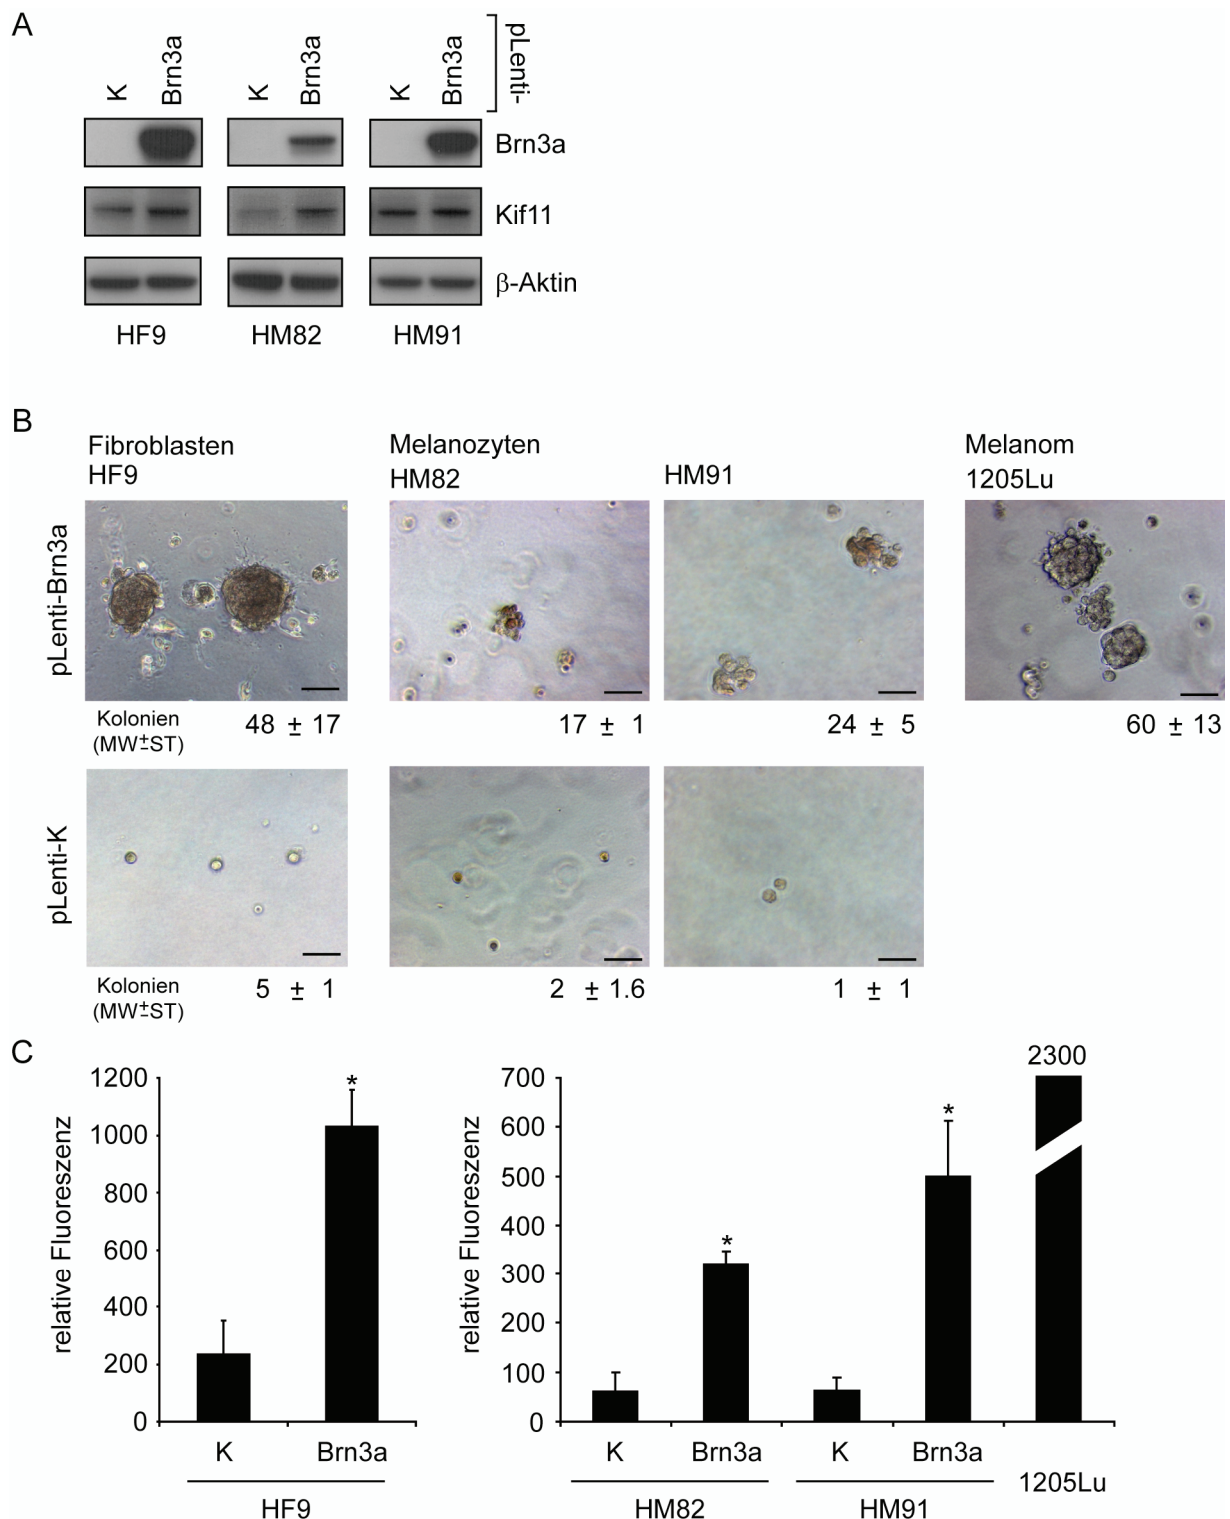 A
K
Brn3a
K
Brn3a
K
Brn3a
pLenti-
Brn3a
Kif11
β-Aktin
HF9
HM82
HM91
B
Fibroblasten
HF9
Melanozyten
HM82
HM91
Melanom
1205Lu
pLenti-Brn3a
Kolonien
(MW±ST)
48 ± 17
17 ± 1
24 ± 5
60 ± 13
pLenti-K
Kolonien
(MW±ST)
5 ± 1
2 ± 1.6
1 ± 1
C
relative Fluoreszenz
1200
1000
800
600
400
200
0
*
K
Brn3a
HF9
relative Fluoreszenz
700
600
500
400
300
200
100
0
*
*
2300
K
Brn3a
K
Brn3a
1205Lu
HM82
HM91